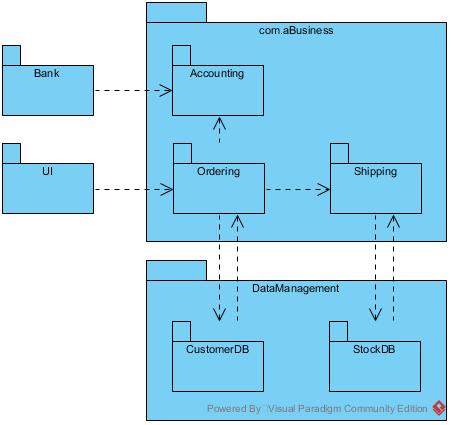 com.aBusiness
Bank
Accounting
UI
Ordering
Shipping
DataManagement
CustomerDB
StockDB
Powered By Visual Paradigm Community Edition